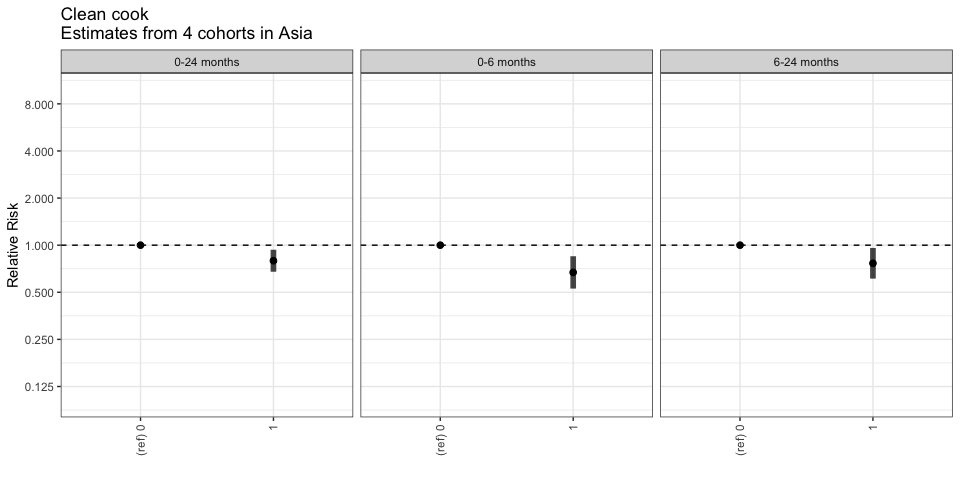 Clean cook
Estimates from 4 cohorts in Asia
0-24 months
0-6 months
6-24 months
Relative Risk
8.000
4.000
2.000
1.000
0.500
0.250
0.125
(ref) 0
1
(ref) 0
1
(ref) 0
1